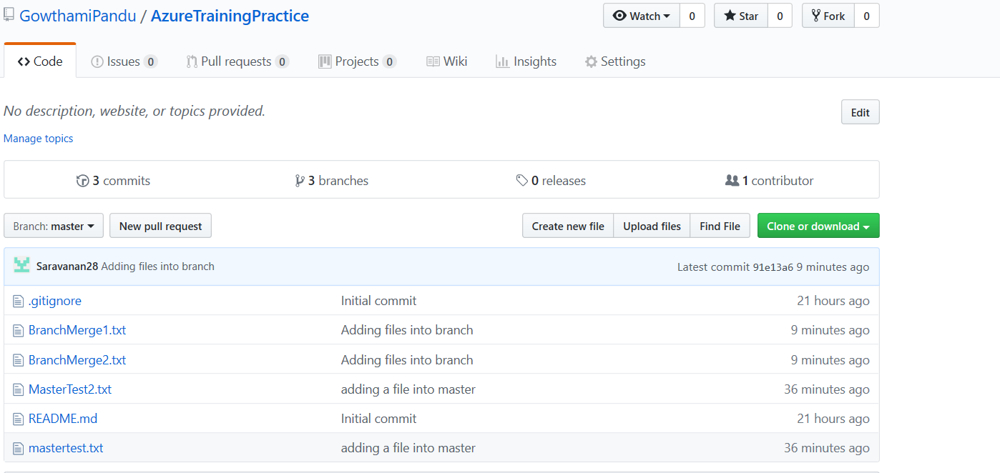 GowthamiPandu / AzureTrainingPractice Watch 0 Star 0 Fork 0
Code Issues 0 Pull requests 0 Projects 0 Wiki Insights Settings
No description, website, or topics provided. Edit
Manage topics
3 commits 3 branches 0 releases 1 contributor
Branch: master New pull request Create new file Upload files Find File Clone or download
Saravanan28 Adding files into branch Latest commit 91e13a6 9 minutes ago
.gitignore Initial commit 21 hours ago
BranchMerge1.txt Adding files into branch 9 minutes ago
BranchMerge2.txt Adding files into branch 9 minutes ago
MasterTest2.txt adding a file into master 36 minutes ago
README.md Initial commit 21 hours ago
mastertest.txt adding a file into master 36 minutes ago